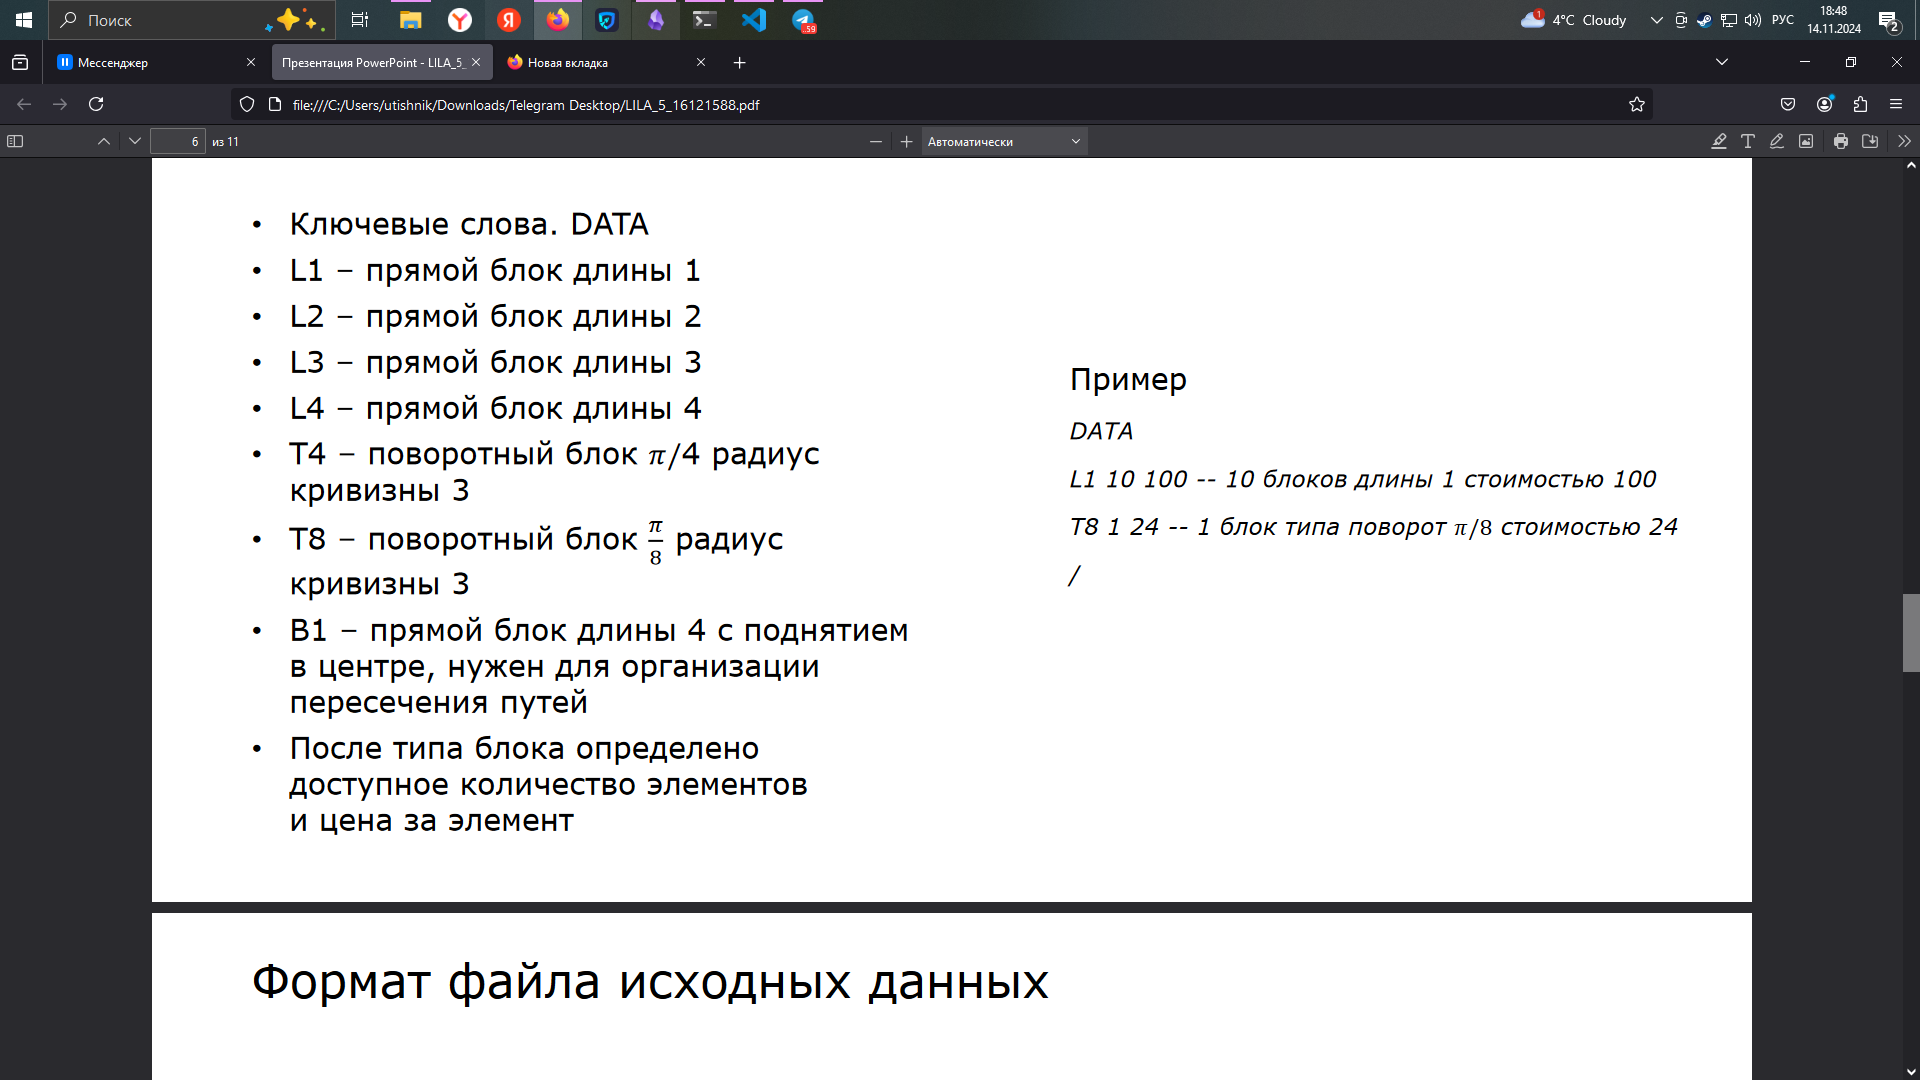 Поиск
59
1
4°C Cloudy
РУС
18:48
14.11.2024
2
Мессенджер
Презентация PowerPoint - LILA_5_
Новая вкладка
file:///C:/Users/utishnik/Downloads/Telegram Desktop/LILA_5_16121588.pdf
6 из 11
Автоматически
• Ключевые слова. DATA
• L1 – прямой блок длины 1
• L2 – прямой блок длины 2
• L3 – прямой блок длины 3
• L4 – прямой блок длины 4
• T4 – поворотный блок 𝜋/4 радиус
кривизны 3
• T8 – поворотный блок 𝜋/8 радиус
кривизны 3
• B1 – прямой блок длины 4 с поднятием
в центре, нужен для организации
пересечения путей
• После типа блока определено
доступное количество элементов
и цена за элемент
Пример
DATA
L1 10 100 -- 10 блоков длины 1 стоимостью 100
T8 1 24 -- 1 блок типа поворот 𝜋/8 стоимостью 24
/
Формат файла исходных данных